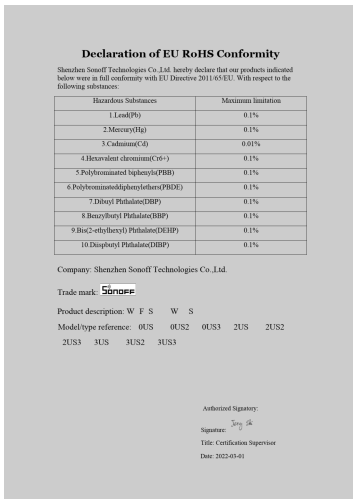 Declaration of EU RoHS Conformity
Shenzhen Sonoff Technologies Co.,Ltd. hereby declare that our products indicated
below were in full conformity with EU Directive 2011/65/EU. With respect to the
following substances:
Hazardous Substances Maximum limitation
1.Lead(Pb) 0.1%
2.Mercury(Hg) 0.1%
3.Cadmium(Cd) 0.01%
4.Hexavalent chromium(Cr6+) 0.1%
5.Polybrominated biphenyls(PBB) 0.1%
6.Polybrominateddiphenylethers(PBDE) 0.1%
7.Dibuyl Phthalate(DBP) 0.1%
8.Benzylbutyl Phthalate(BBP) 0.1%
9.Bis(2-ethylhexyl) Phthalate(DEHP) 0.1%
10.Diispbutyl Phthalate(DIBP) 0.1%
Company: Shenzhen Sonoff Technologies Co.,Ltd.
Trade mark: SONOFF
Product description: W F S W S
Model/type reference: 0US 0US2 0US3 2US 2US2
2US3 3US 3US2 3US3
Authorized Signatory:
Signature:
Title: Certification Supervisor
Date: 2022-03-01